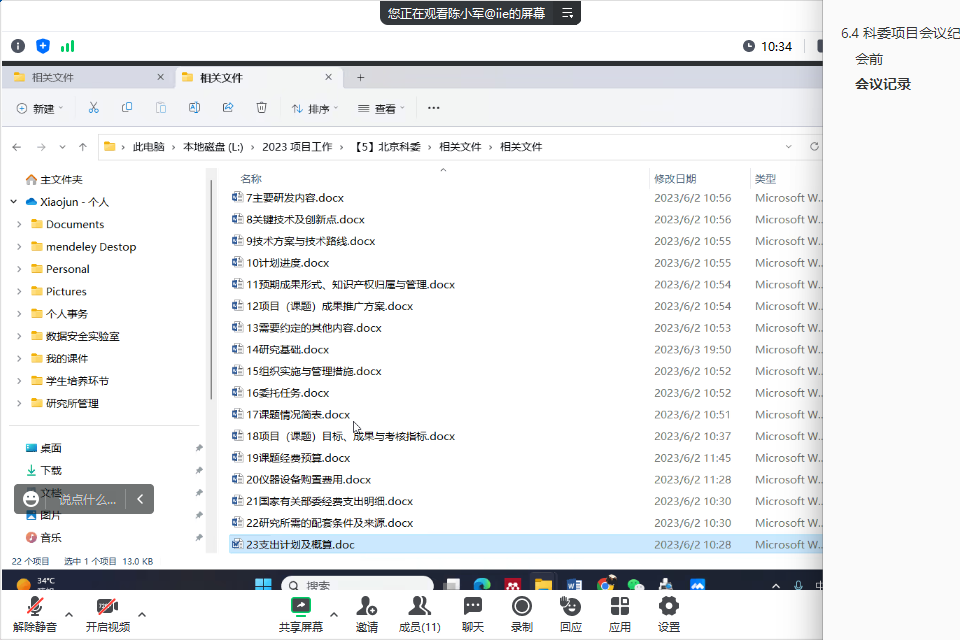 您正在观看陈小军@iie的屏幕
10:34
6.4 科委项目会议纪
会前
会议记录
相关文件
相关文件
新建
排序
查看
此电脑 › 本地磁盘 (L:) › 2023 项目工作 › 【5】北京科委 › 相关文件 › 相关文件
主文件夹
Xiaojun - 个人
Documents
mendeley Destop
Personal
Pictures
个人事务
数据安全实验室
我的课件
学生培养环节
研究所管理
桌面
下载
文档
图片
音乐
说点什么...
名称 修改日期 类型
7主要研发内容.docx 2023/6/2 10:56 Microsoft W...
8关键技术及创新点.docx 2023/6/2 10:56 Microsoft W...
9技术方案与技术路线.docx 2023/6/2 10:55 Microsoft W...
10计划进度.docx 2023/6/2 10:55 Microsoft W...
11预期成果形式、知识产权归属与管理.docx 2023/6/2 10:54 Microsoft W...
12项目（课题）成果推广方案.docx 2023/6/2 10:54 Microsoft W...
13需要约定的其他内容.docx 2023/6/2 10:53 Microsoft W...
14研究基础.docx 2023/6/3 19:50 Microsoft W...
15组织实施与管理措施.docx 2023/6/2 10:52 Microsoft W...
16委托任务.docx 2023/6/2 10:52 Microsoft W...
17课题情况简表.docx 2023/6/2 10:51 Microsoft W...
18项目（课题）目标、成果与考核指标.docx 2023/6/2 10:37 Microsoft W...
19课题经费预算.docx 2023/6/2 11:45 Microsoft W...
20仪器设备购置费用.docx 2023/6/2 11:28 Microsoft W...
21国家有关部委经费支出明细.docx 2023/6/2 10:30 Microsoft W...
22研究所需的配套条件及来源.docx 2023/6/2 10:30 Microsoft W...
23支出计划及概算.doc 2023/6/2 10:28 Microsoft W...
22 个项目 选中 1 个项目 13.0 KB
34°C
搜索
解除静音
开启视频
共享屏幕
邀请
成员(11)
聊天
录制
回应
应用
设置